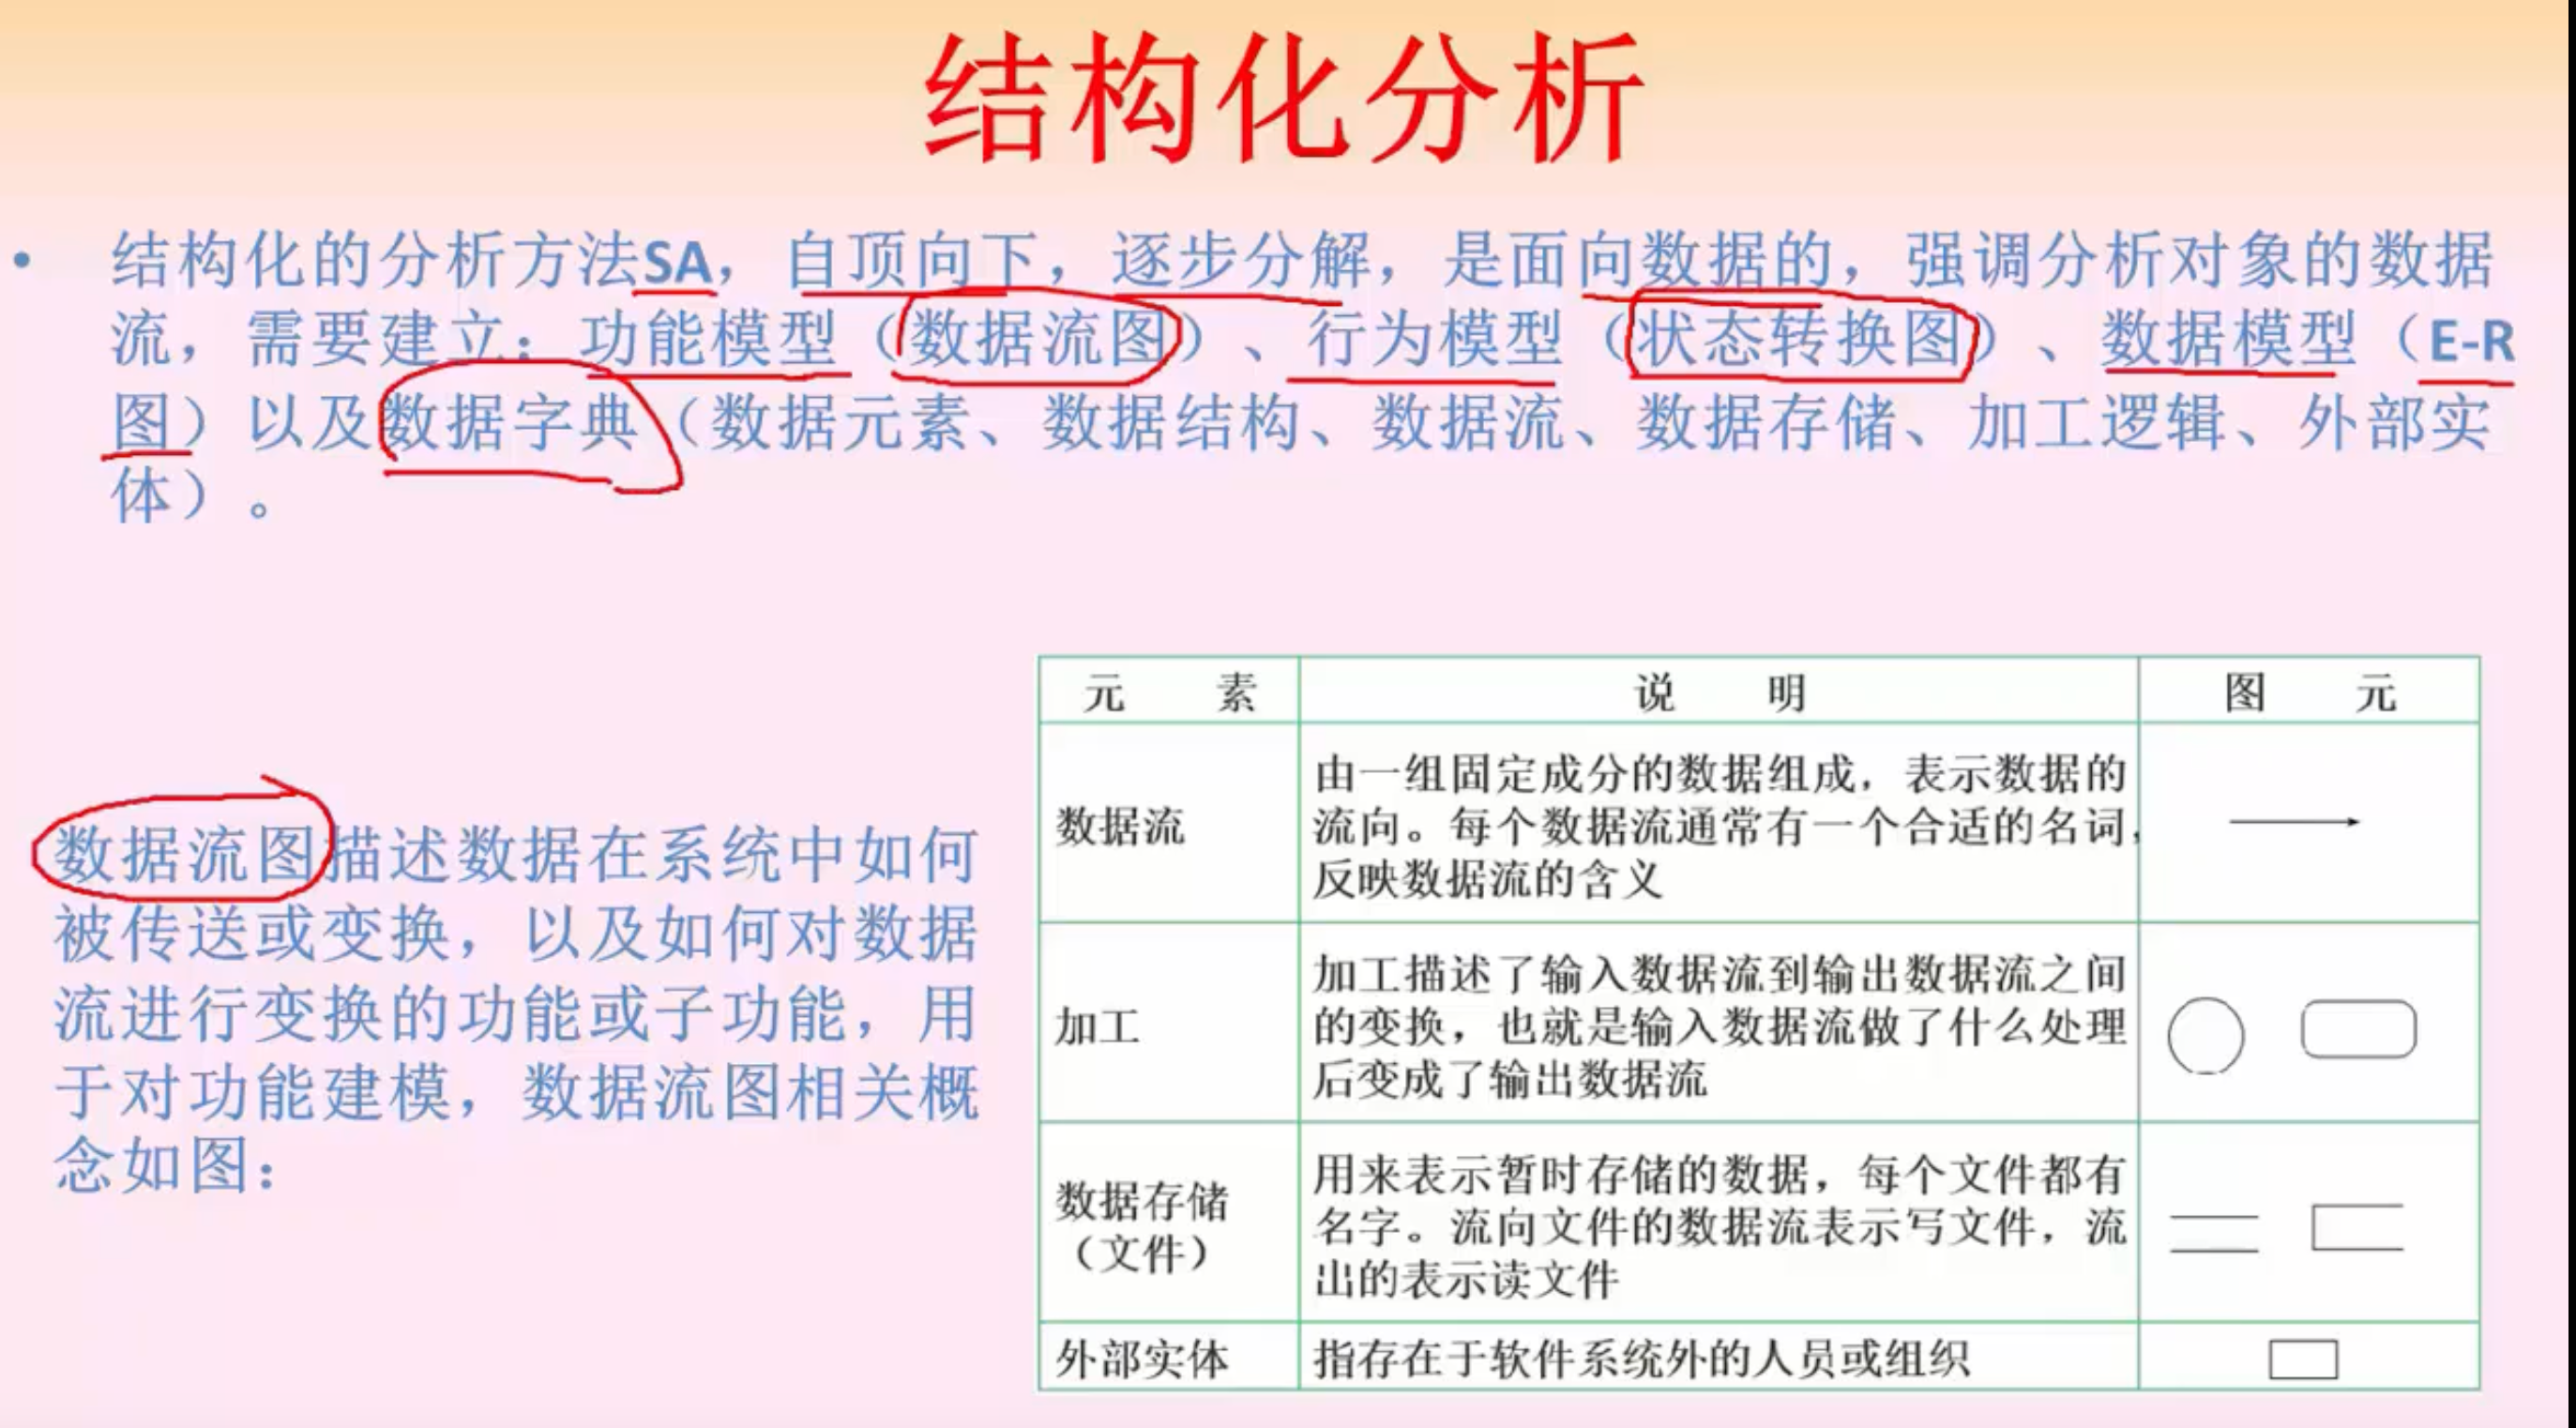 结构化分析
• 结构化的分析方法SA，自顶向下，逐步分解，是面向数据的，强调分析对象的数据
流，需要建立：功能模型（数据流图）、行为模型（状态转换图）、数据模型（E-R
图）以及数据字典（数据元素、数据结构、数据流、数据存储、加工逻辑、外部实
体）。
数据流图描述数据在系统中如何
被传送或变换，以及如何对数据
流进行变换的功能或子功能，用
于对功能建模，数据流图相关概
念如图：
元 素 说 明 图 元
数据流
由一组固定成分的数据组成，表示数据的
流向。每个数据流通常有一个合适的名词，
反映数据流的含义
加工
加工描述了输入数据流到输出数据流之间
的变换，也就是输入数据流做了什么处理
后变成了输出数据流
数据存储
（文件）
用来表示暂时存储的数据，每个文件都有
名字。流向文件的数据流表示写文件，流
出的表示读文件
外部实体 指存在于软件系统外的人员或组织